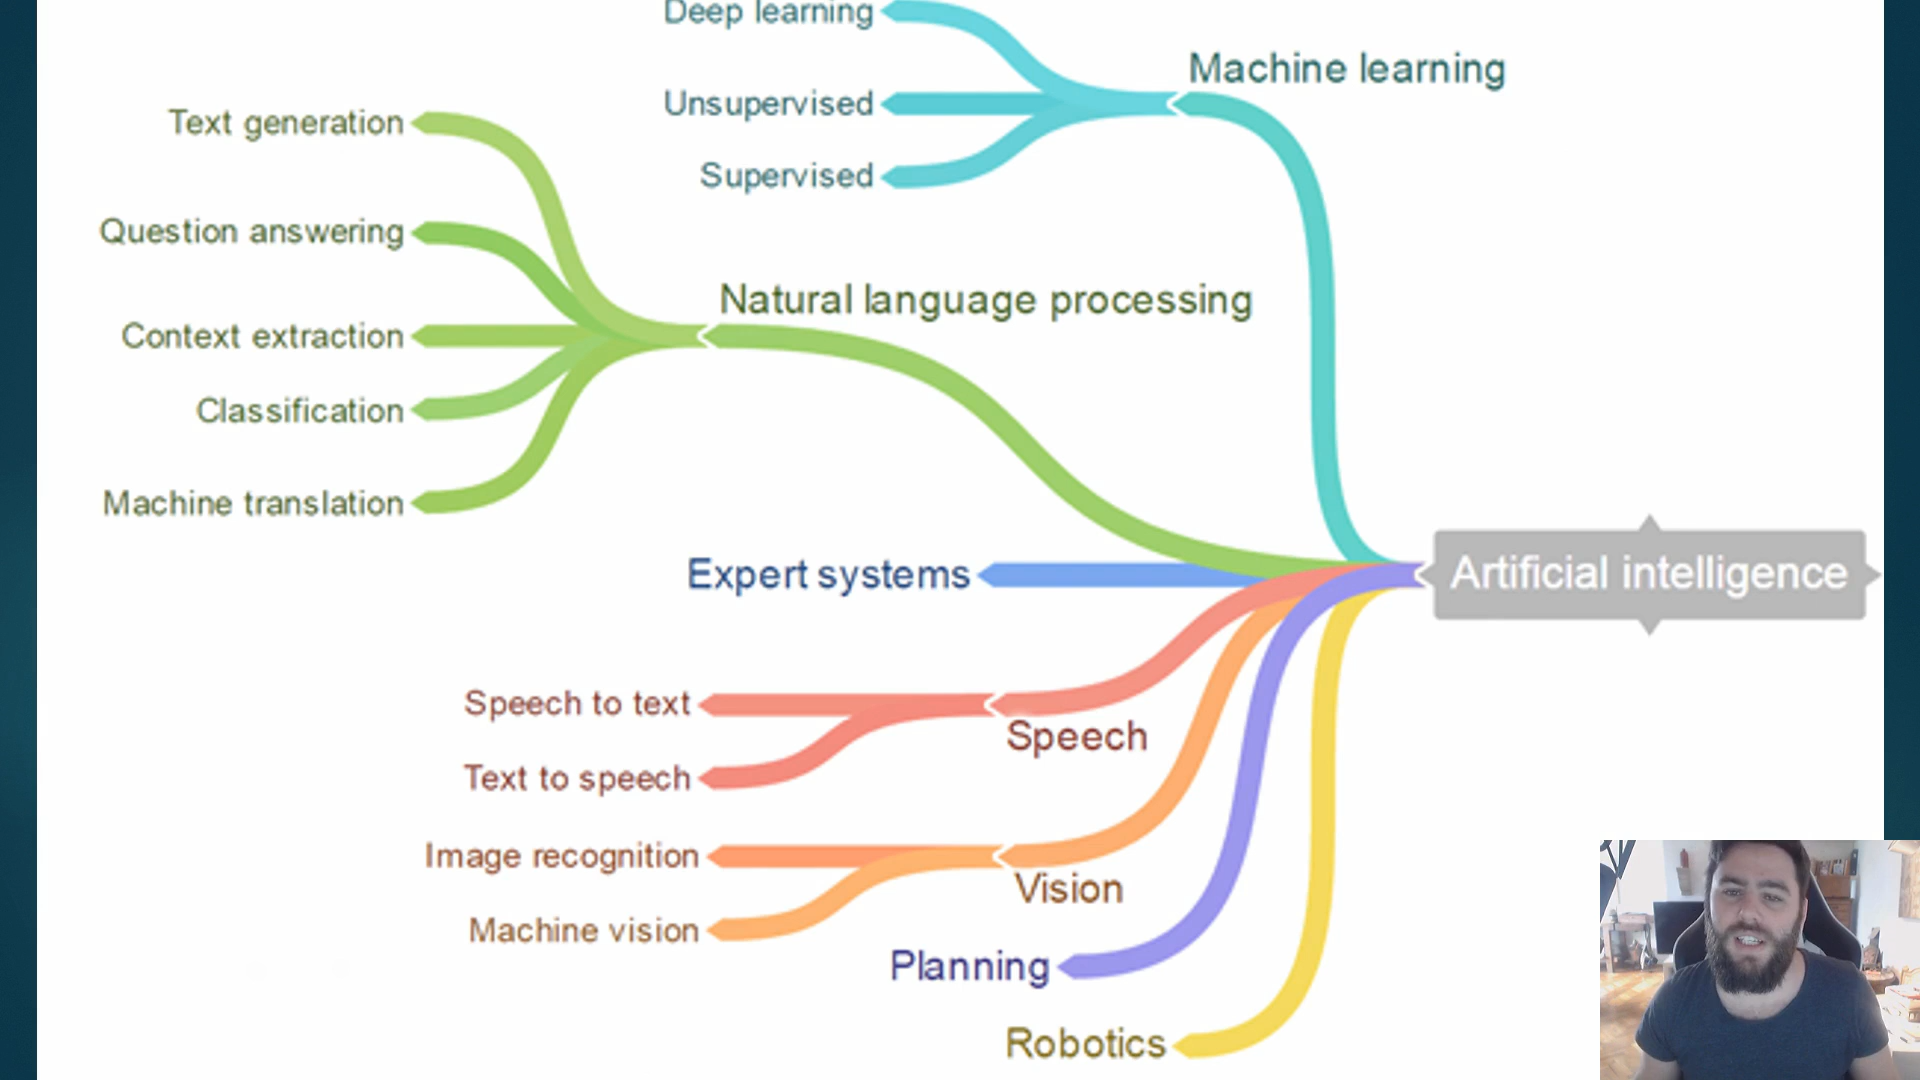 Deep learning
Machine learning
Unsupervised
Supervised
Text generation
Question answering
Natural language processing
Context extraction
Classification
Machine translation
Expert systems
Artificial intelligence
Speech to text
Speech
Text to speech
Image recognition
Vision
Machine vision
Planning
Robotics